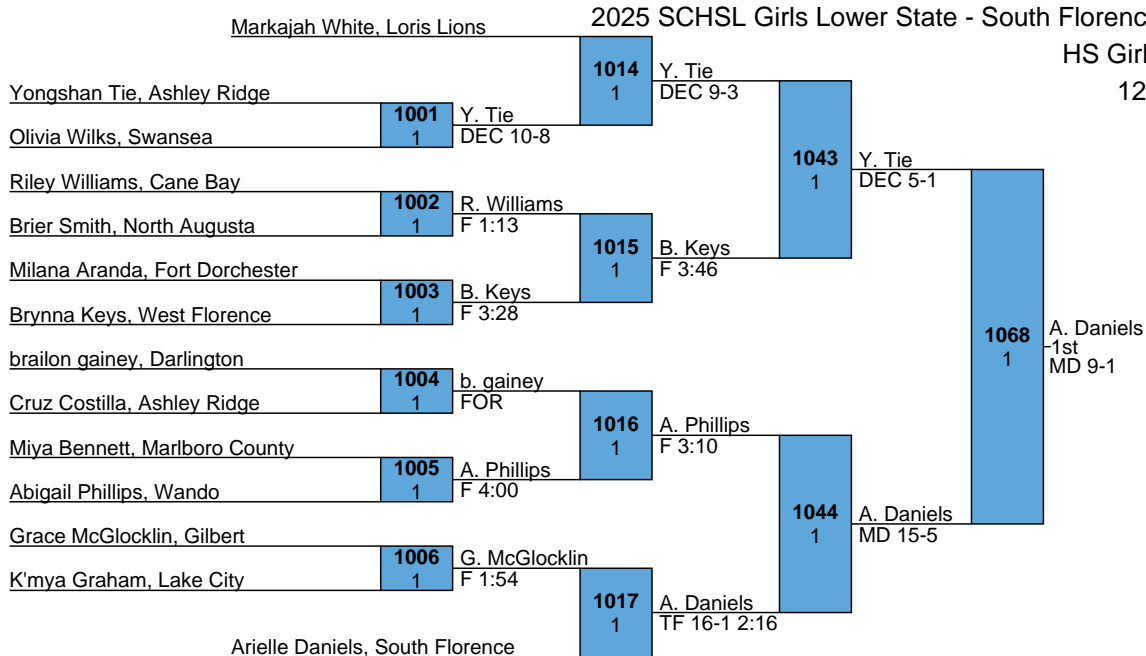 2025 SCHSL Girls Lower State - South Florenc
HS Girl
12
Markajah White, Loris Lions
1014
1
Y. Tie
DEC 9-3
Yongshan Tie, Ashley Ridge
1001
1
Y. Tie
DEC 10-8
Olivia Wilks, Swansea
1043
1
Y. Tie
DEC 5-1
Riley Williams, Cane Bay
1002
1
R. Williams
F 1:13
Brier Smith, North Augusta
1015
1
B. Keys
F 3:46
Milana Aranda, Fort Dorchester
1003
1
B. Keys
F 3:28
Brynna Keys, West Florence
1068
1
A. Daniels
1st
MD 9-1
brailon gainey, Darlington
1004
1
b. gainey
FOR
Cruz Costilla, Ashley Ridge
1016
1
A. Phillips
F 3:10
Miya Bennett, Marlboro County
1005
1
A. Phillips
F 4:00
Abigail Phillips, Wando
1044
1
A. Daniels
MD 15-5
Grace McGlocklin, Gilbert
1006
1
G. McGlocklin
F 1:54
K'mya Graham, Lake City
1017
1
A. Daniels
TF 16-1 2:16
Arielle Daniels, South Florence